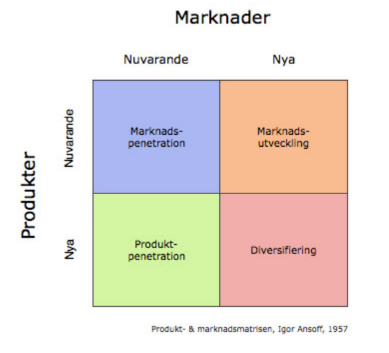 Marknader
Nuvarande
Nya
Produkter
Nuvarande
Marknads-
penetration
Marknads-
utveckling
Nya
Produkt-
penetration
Diversifiering
Produkt- & marknadsmatrisen, Igor Ansoff, 1957